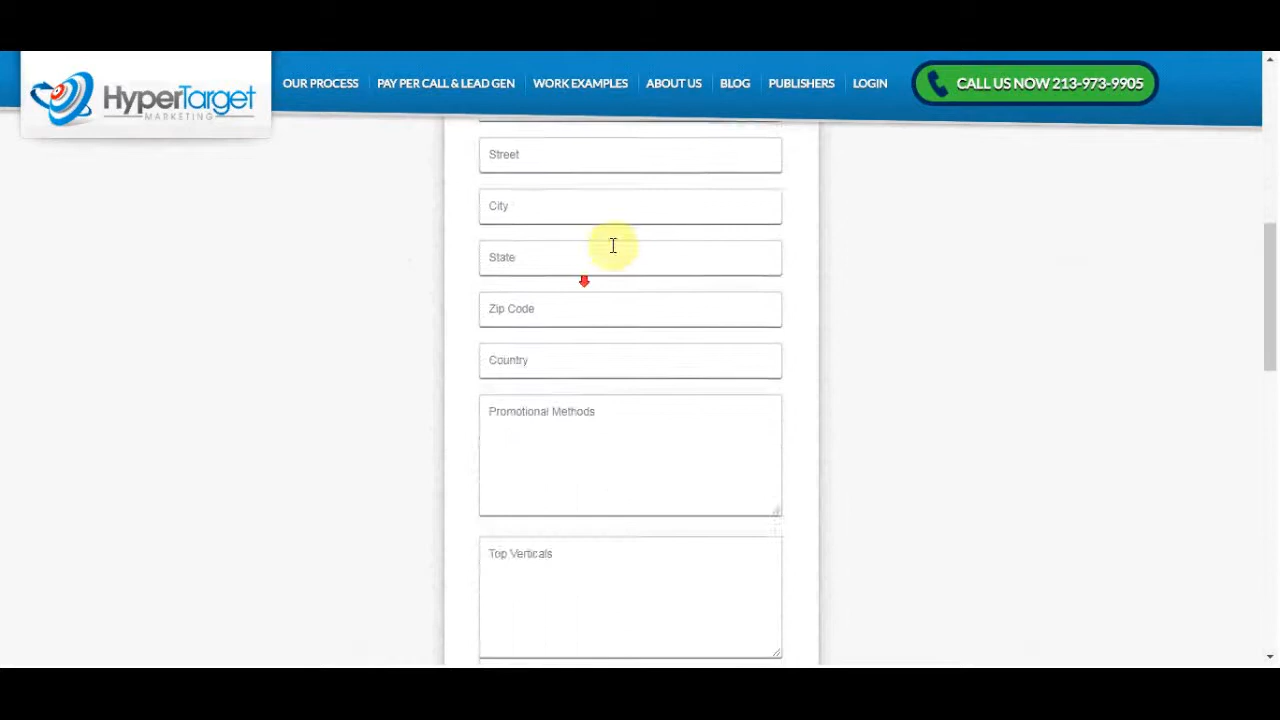 HyperTarget
MARKETING
OUR PROCESS
PAY PER CALL & LEAD GEN
WORK EXAMPLES
ABOUT US
BLOG
PUBLISHERS
LOGIN
CALL US NOW 213-973-9905
Street
City
State
Zip Code
Country
Promotional Methods
Top Verticals